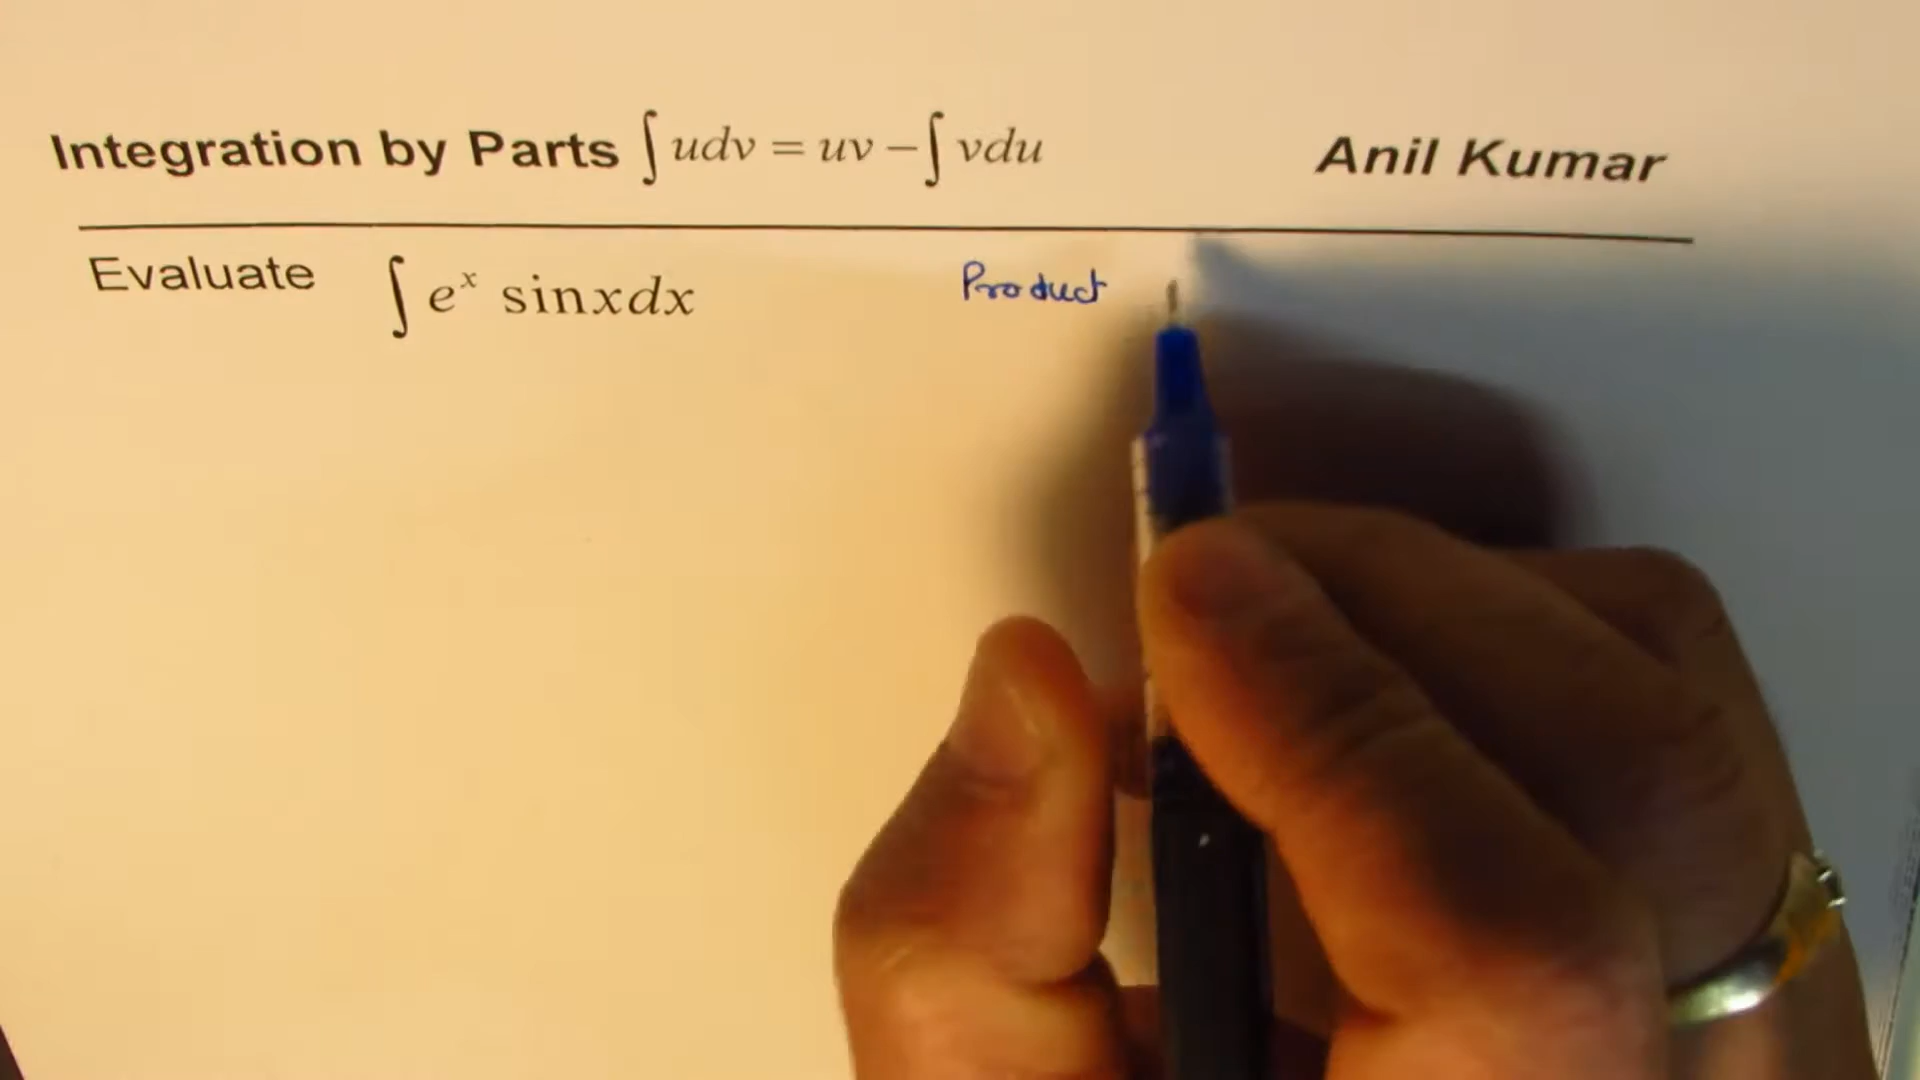 Integration by Parts ∫udv = uv − ∫vdu Anil Kumar
Evaluate ∫eˣ sinxdx Product